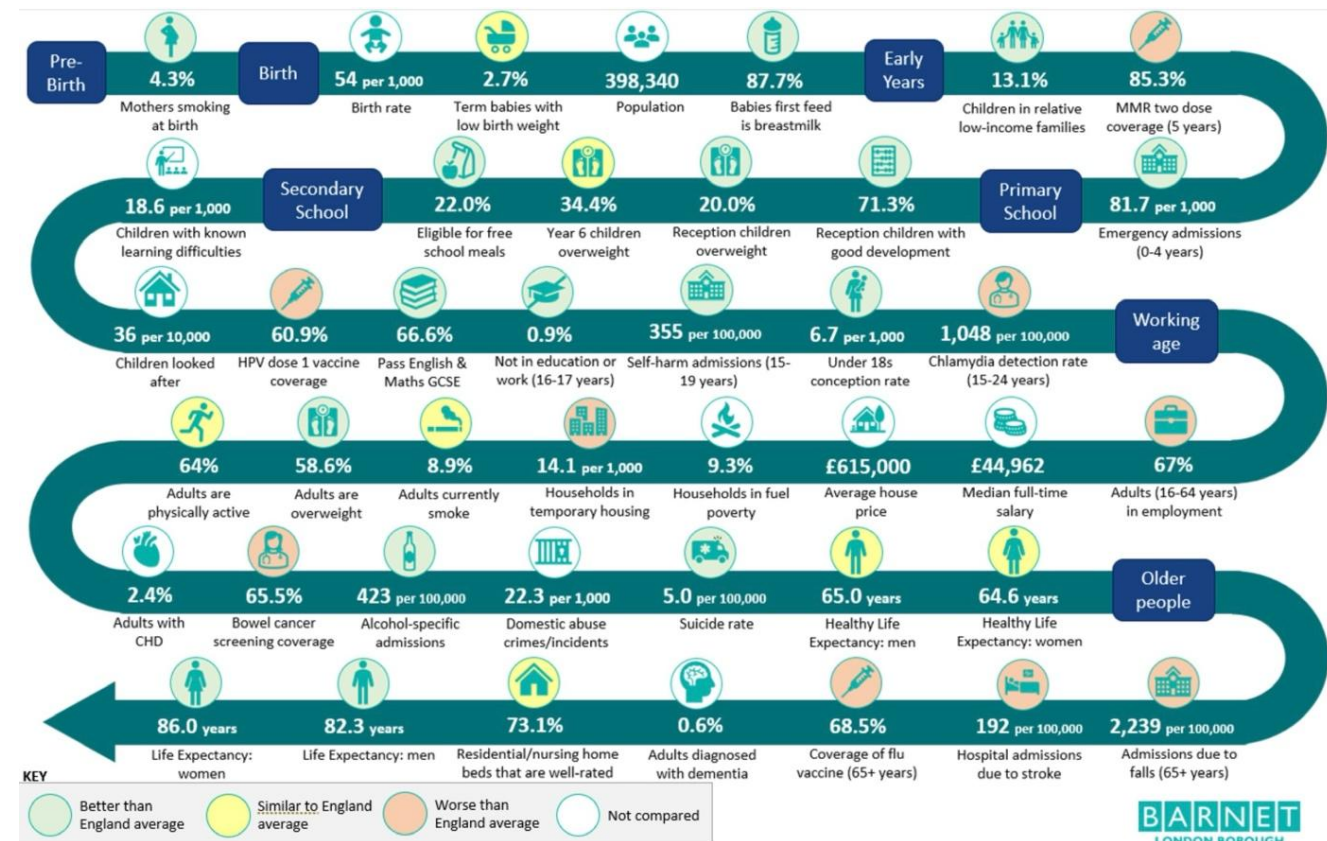 Pre-
Birth
4.3%
Mothers smoking
at birth
Birth
54 per 1,000
Birth rate
2.7%
Term babies with
low birth weight
398,340
Population
87.7%
Babies first feed
is breastmilk
Early
Years
13.1%
Children in relative
low-income families
85.3%
MMR two dose
coverage (5 years)
18.6 per 1,000
Children with known
learning difficulties
Secondary
School
22.0%
Eligible for free
school meals
34.4%
Year 6 children
overweight
20.0%
Reception children
overweight
71.3%
Reception children with
good development
Primary
School
81.7 per 1,000
Emergency admissions
(0-4 years)
36 per 10,000
Children looked
after
60.9%
HPV dose 1 vaccine
coverage
66.6%
Pass English &
Maths GCSE
0.9%
Not in education or
work (16-17 years)
355 per 100,000
Self-harm admissions (15-
19 years)
6.7 per 1,000
Under 18s
conception rate
1,048 per 100,000
Chlamydia detection rate
(15-24 years)
Working
age
64%
Adults are
physically active
58.6%
Adults are
overweight
8.9%
Adults currently
smoke
14.1 per 1,000
Households in
temporary housing
9.3%
Households in fuel
poverty
£615,000
Average house
price
£44,962
Median full-time
salary
67%
Adults (16-64 years)
in employment
2.4%
Adults with
CHD
65.5%
Bowel cancer
screening coverage
423 per 100,000
Alcohol-specific
admissions
22.3 per 1,000
Domestic abuse
crimes/incidents
5.0 per 100,000
Suicide rate
65.0 years
Healthy Life
Expectancy: men
64.6 years
Healthy Life
Expectancy: women
Older
people
86.0 years
Life Expectancy:
women
82.3 years
Life Expectancy: men
73.1%
Residential/nursing home
beds that are well-rated
0.6%
Adults diagnosed
with dementia
68.5%
Coverage of flu
vaccine (65+ years)
192 per 100,000
Hospital admissions
due to stroke
2,239 per 100,000
Admissions due to
falls (65+ years)
KEY
Better than
England average
Similar to England
average
Worse than
England average
Not compared
BARNET
LONDON BOROUGH